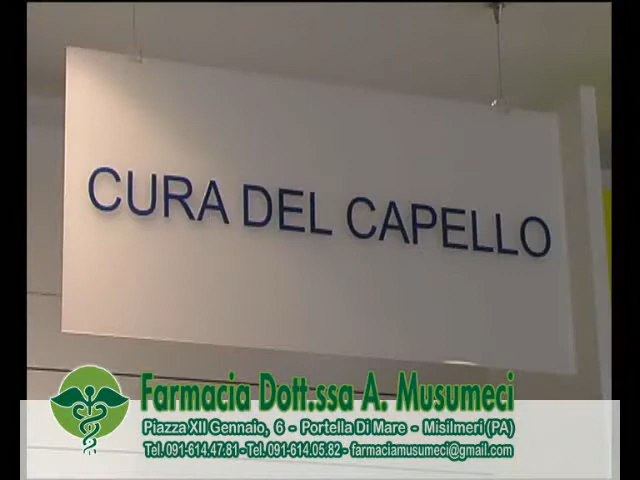 CURA DEL CAPELLO
Farmacia Dott.ssa A. Musumeci
Piazza XII Gennaio, 6 - Portella Di Mare - Misilmeri (PA)
Tel. 091-614.47.81 - Tel. 091-614.05.82 - farmaciamusumeci@gmail.com